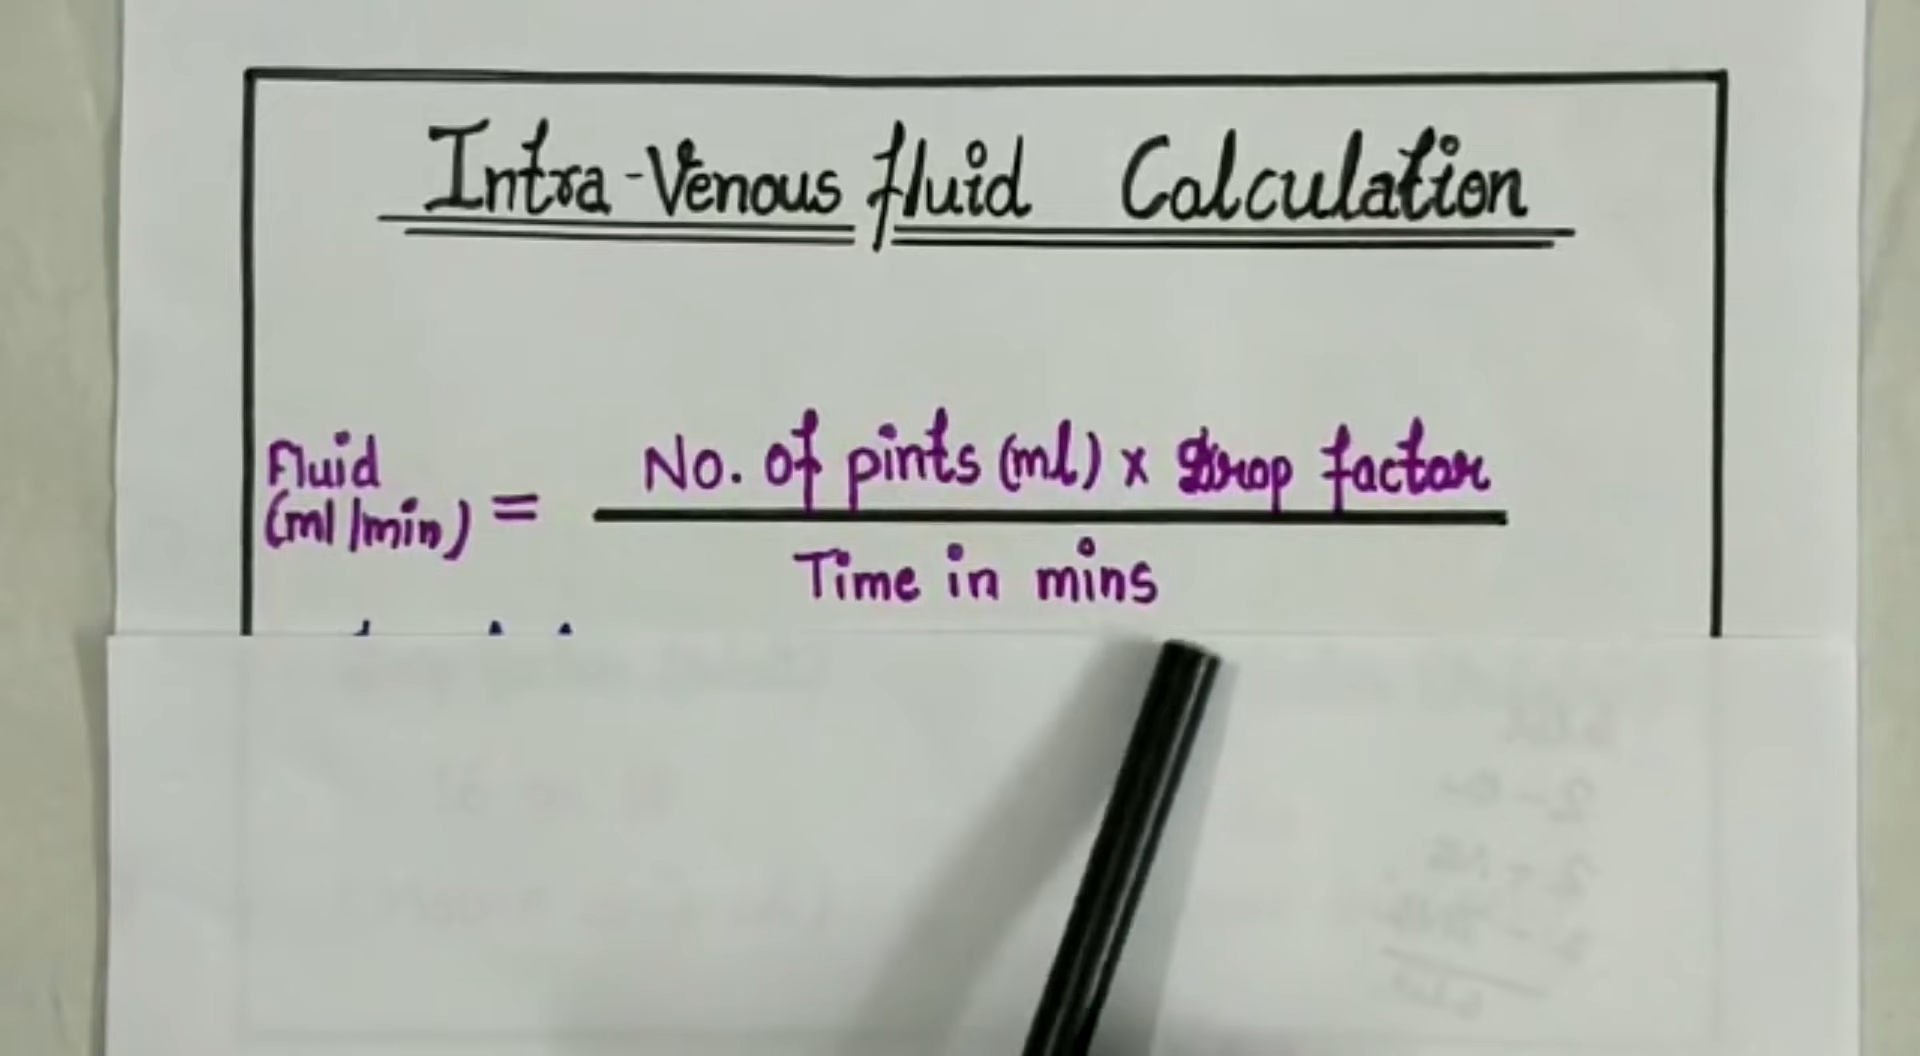 Intra-Venous fluid Calculation
Fluid
(ml/min) =
No. of pints (ml) x Drop factor
Time in mins